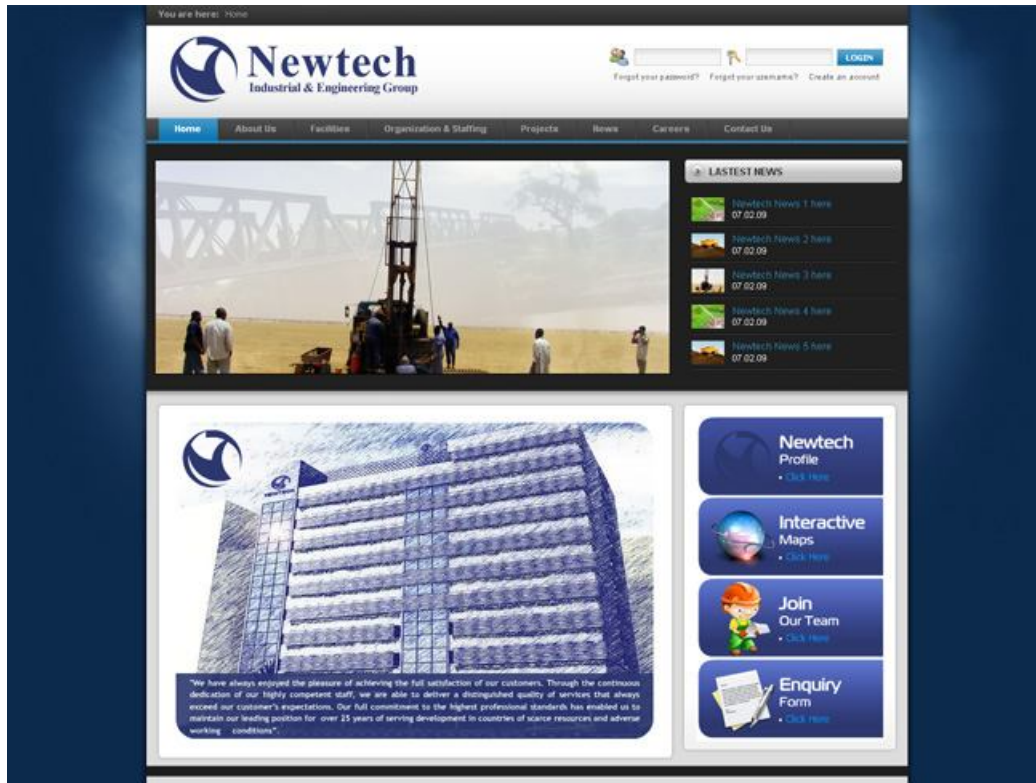 You are here: Home
Newtech
Industrial & Engineering Group
LOGIN
Forgot your password? Forgot your username? Create an account
Home About Us Facilities Organization & Staffing Projects News Careers Contact Us
LASTEST NEWS
Newtech News 1 here
07.02.09
Newtech News 2 here
07.02.09
Newtech News 3 here
07.02.09
Newtech News 4 here
07.02.09
Newtech News 5 here
07.02.09
"We have always enjoyed the pleasure of achieving the full satisfaction of our customers. Through the continuous
dedication of our highly competent staff, we are able to deliver a distinguished quality of services that always
exceed our customer's expectations. Our full commitment to the highest professional standards has enabled us to
maintain our leading position for over 25 years of serving development in countries of scarce resources and adverse
working conditions".
Newtech
Profile
• Click Here
Interactive
Maps
• Click Here
Join
Our Team
• Click Here
Enquiry
Form
• Click Here